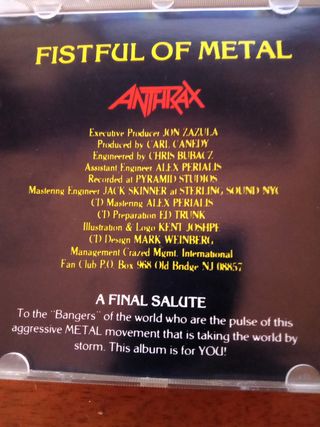 FISTFUL OF METAL
ANTHRAX
Executive Producer JON ZAZULA
Produced by CARL CANEDY
Engineered by CHRIS BUBACZ
Assistant Engineer ALEX PERIALIS
Recorded at PYRAMID STUDIOS
Mastering Engineer JACK SKINNER at STERLING SOUND NYC
CD Mastering ALEX PERIALIS
CD Preparation ED TRUNK
Illustration & Logo KENT JOSHPE
CD Design MARK WEINBERG
Management Crazed Mgmt. International
Fan Club P.O. Box 968 Old Bridge NJ 08857
A FINAL SALUTE
To the "Bangers" of the world who are the pulse of this
aggressive METAL movement that is taking the world by
storm. This album is for YOU!